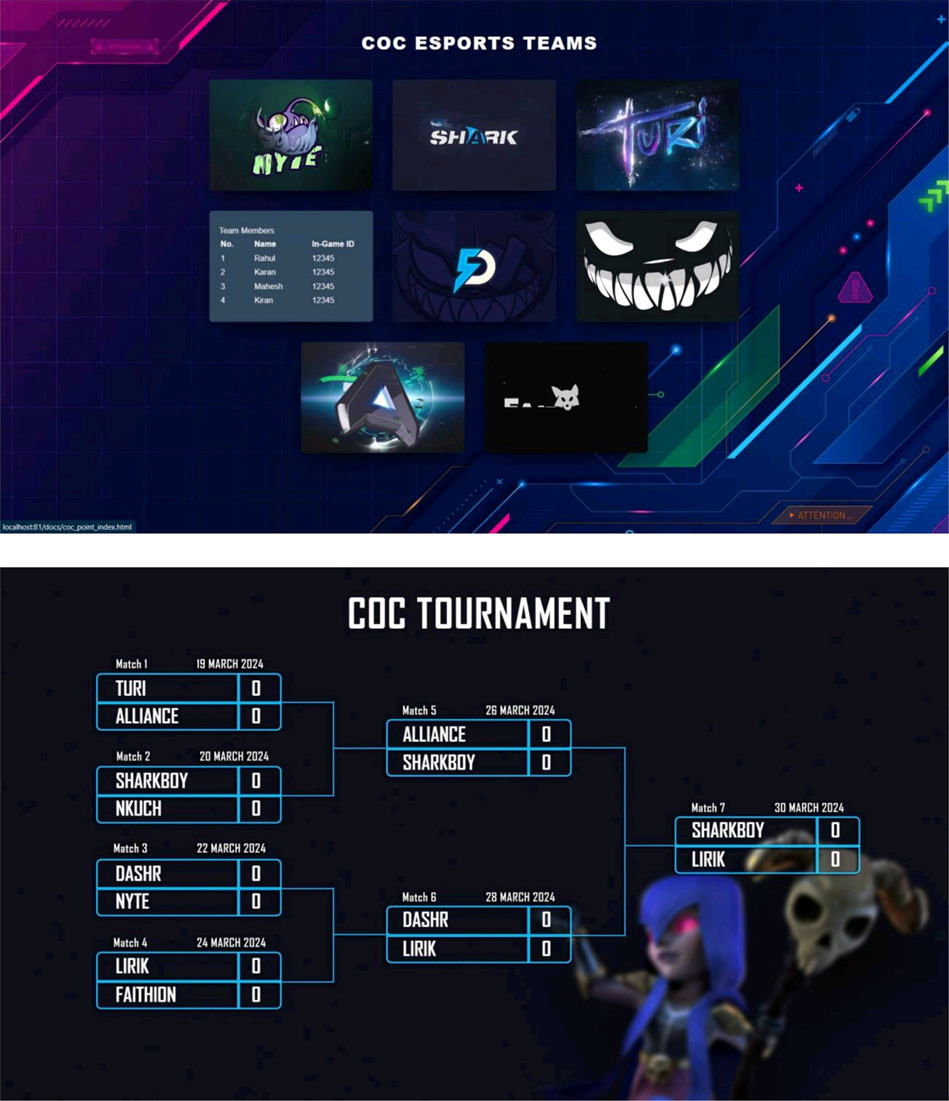 ATTENTION
COC ESPORTS TEAMS
NYTE
SHARK
TURI
Team Members
No. Name In-Game ID
1 Rahul 12345
2 Karan 12345
3 Mahesh 12345
4 Kiran 12345
5D
ATTENTION ...
localhost:81/docs/coc_point_index.html
COC TOURNAMENT
Match 1 19 MARCH 2024
TURI 0
ALLIANCE 0
Match 2 20 MARCH 2024
SHARKBOY 0
NKUCH 0
Match 3 22 MARCH 2024
DASHR 0
NYTE 0
Match 4 24 MARCH 2024
LIRIK 0
FAITHION 0
Match 5 26 MARCH 2024
ALLIANCE 0
SHARKBOY 0
Match 6 28 MARCH 2024
DASHR 0
LIRIK 0
Match 7 30 MARCH 2024
SHARKBOY 0
LIRIK 0